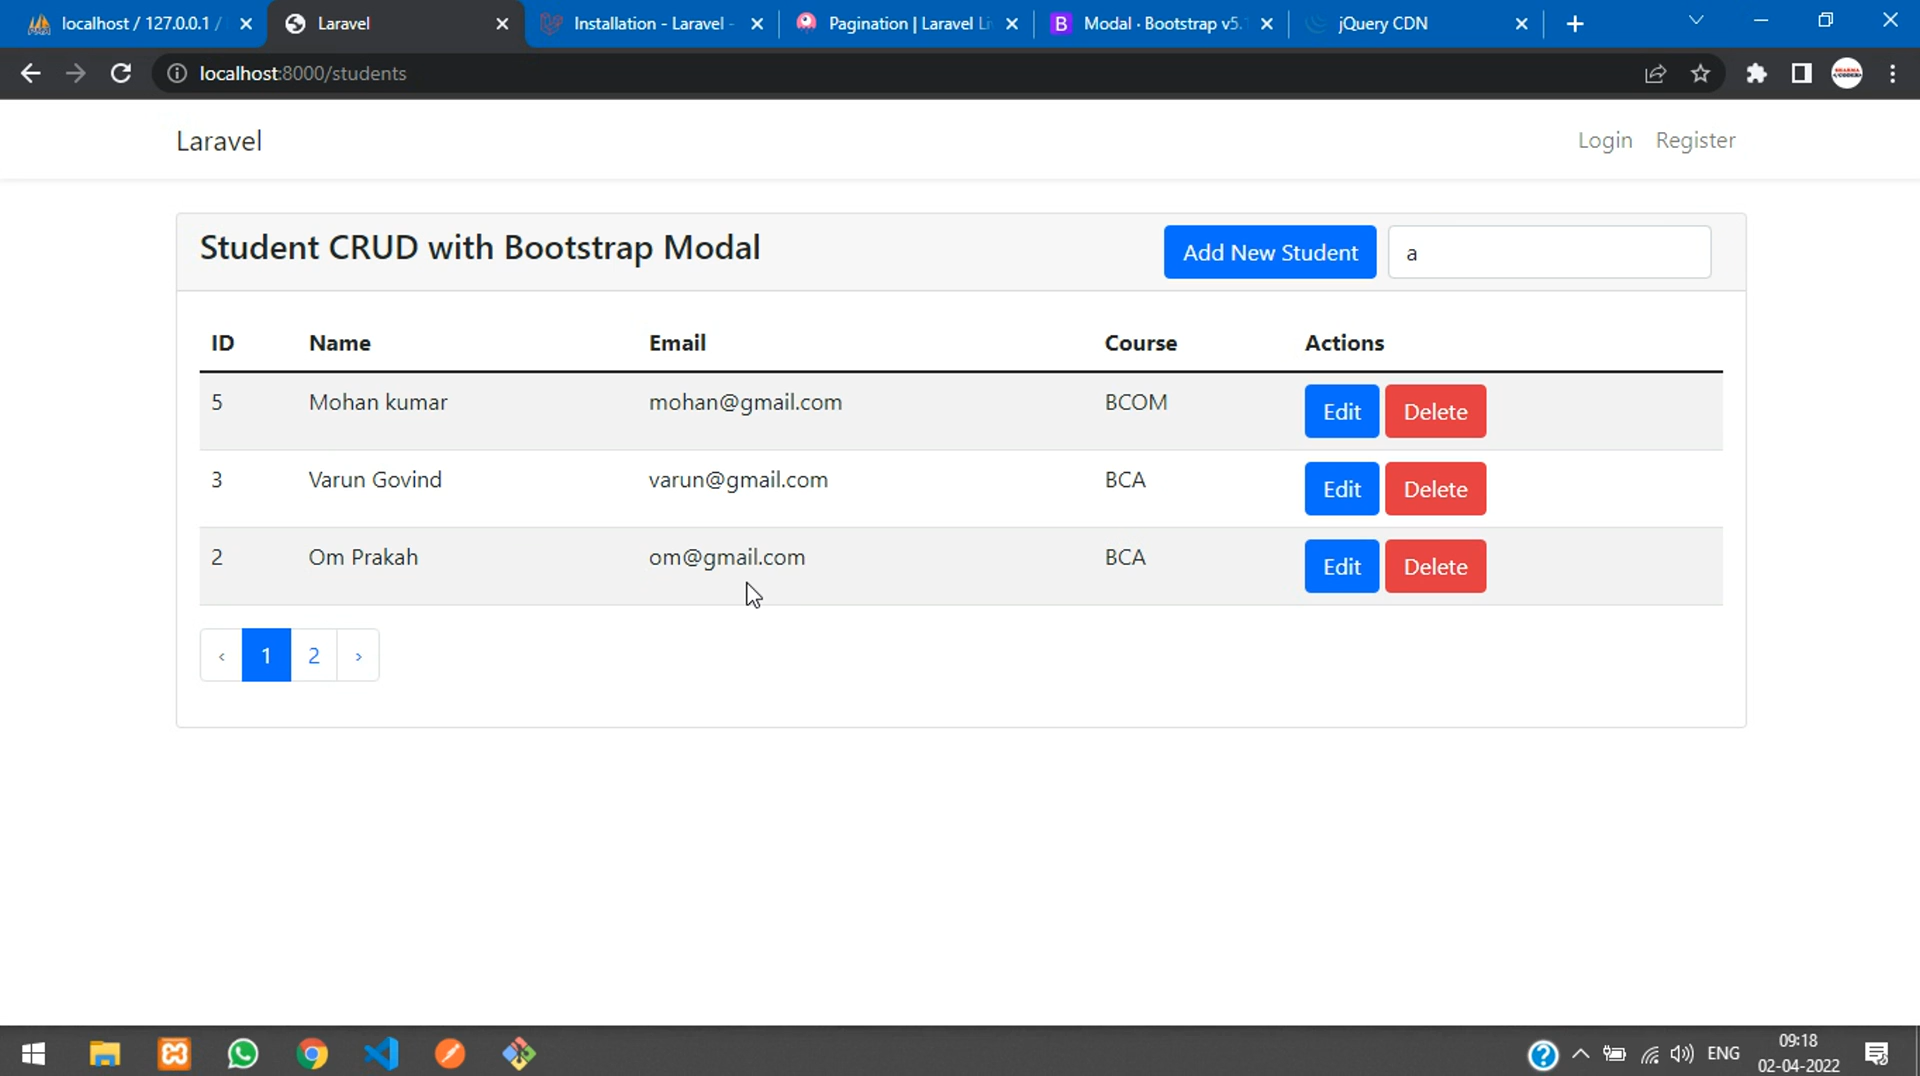 localhost / 127.0.0.1 /
Laravel
Installation - Laravel -
Pagination | Laravel Li
B Modal · Bootstrap v5.
jQuery CDN
localhost:8000/students
Laravel
Login Register
Student CRUD with Bootstrap Modal
Add New Student
a
ID Name Email Course Actions
5 Mohan kumar mohan@gmail.com BCOM Edit Delete
3 Varun Govind varun@gmail.com BCA Edit Delete
2 Om Prakah om@gmail.com BCA Edit Delete
‹ 1 2 ›
ENG
09:18
02-04-2022